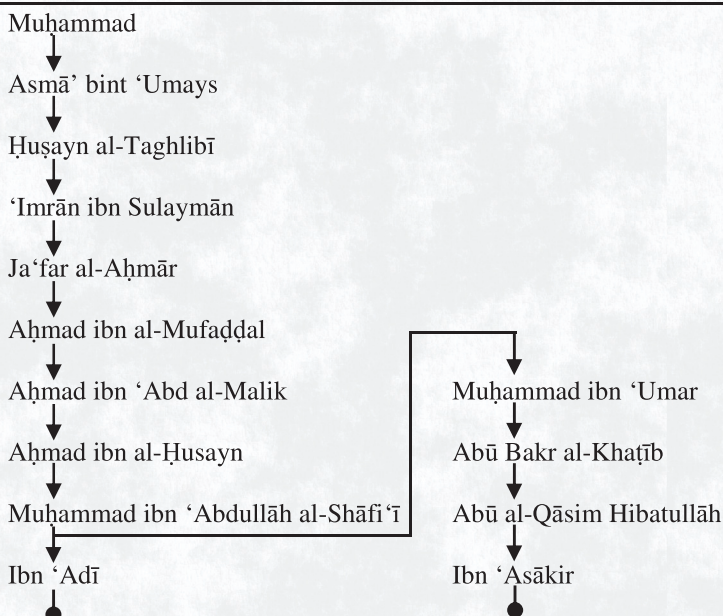 Muḥammad
Asmā’ bint ‘Umays
Ḥuṣayn al-Taghlibī
‘Imrān ibn Sulaymān
Ja‘far al-Aḥmār
Aḥmad ibn al-Mufaḍḍal
Aḥmad ibn ‘Abd al-Malik
Aḥmad ibn al-Ḥusayn
Muḥammad ibn ‘Abdullāh al-Shāfi‘ī
Ibn ‘Adī
Muḥammad ibn ‘Umar
Abū Bakr al-Khaṭīb
Abū al-Qāsim Hibatullāh
Ibn ‘Asākir